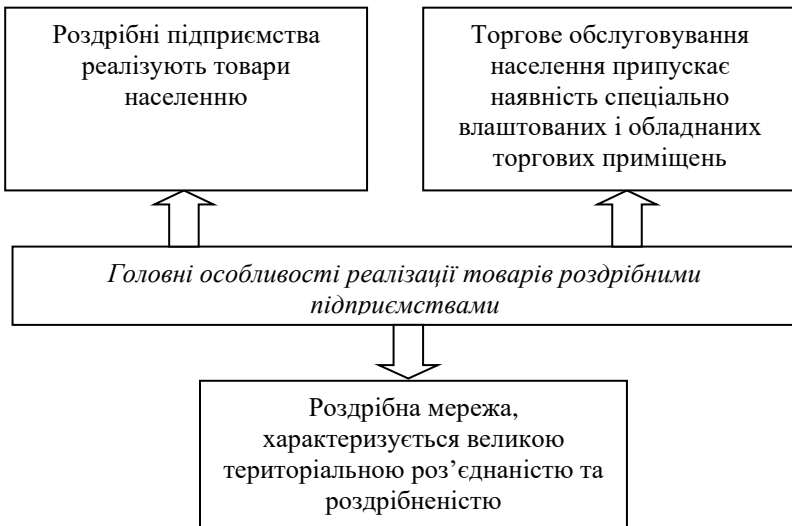 Роздрібні підприємства
реалізують товари
населенню
Торгове обслуговування
населення припускає
наявність спеціально
влаштованих і обладнаних
торгових приміщень
Головні особливості реалізації товарів роздрібними
підприємствами
Роздрібна мережа,
характеризується великою
територіальною роз’єднаністю та
роздрібненістю